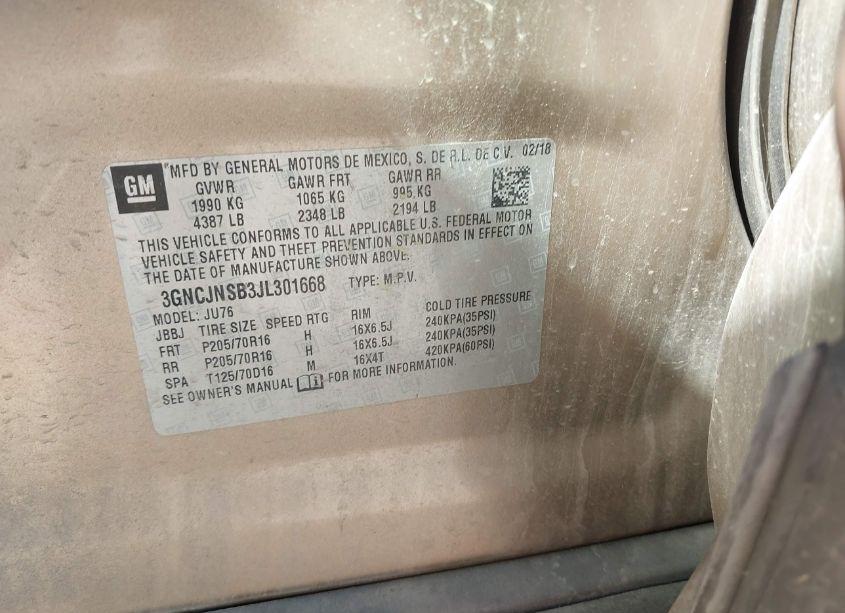 GM
MFD BY GENERAL MOTORS DE MEXICO, S. DE R.L. DE C.V. 02/18
GVWR GAWR FRT GAWR RR
1990 KG 1065 KG 995 KG
4387 LB 2348 LB 2194 LB
THIS VEHICLE CONFORMS TO ALL APPLICABLE U.S. FEDERAL MOTOR
VEHICLE SAFETY AND THEFT PREVENTION STANDARDS IN EFFECT ON
THE DATE OF MANUFACTURE SHOWN ABOVE.
3GNCJNSB3JL301668 TYPE: M.P.V.
MODEL: JU76
JBBJ TIRE SIZE SPEED RTG RIM COLD TIRE PRESSURE
FRT P205/70R16 H 16X6.5J 240KPA(35PSI)
RR P205/70R16 H 16X6.5J 240KPA(35PSI)
SPA T125/70D16 M 16X4T 420KPA(60PSI)
SEE OWNER'S MANUAL FOR MORE INFORMATION.